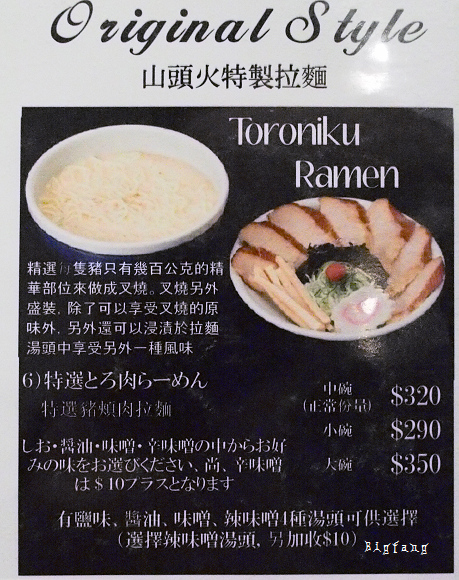 Original Style
山頭火特製拉麵
Toroniku
Ramen
精選每隻豬只有幾百公克的精
華部位來做成叉燒。叉燒另外
盛裝，除了可以享受叉燒的原
味外，另外還可以浸漬於拉麵
湯頭中享受另外一種風味
6)特選とろ肉らーめん
特選豬頰肉拉麵
中碗
(正常份量) $320
小碗 $290
大碗 $350
しお・醬油・味噌・辛味噌の中からお好
みの味をお選びください、尚、辛味噌
は$10プラスとなります
有鹽味、醬油、味噌、辣味噌4種湯頭可供選擇
(選擇辣味噌湯頭，另加收$10)
Bigfang